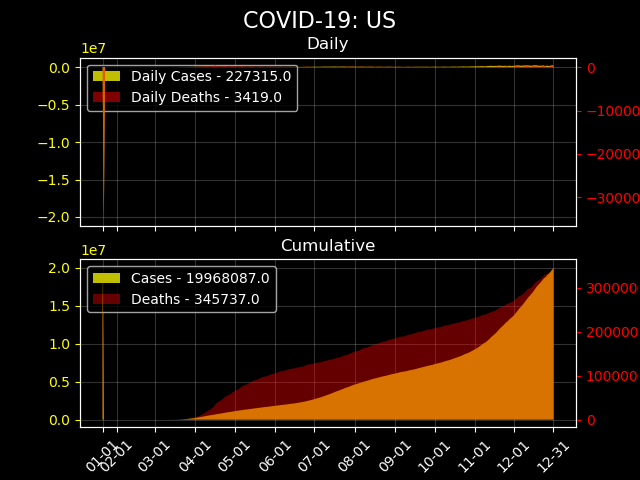 COVID-19: US
Daily
1e7
Daily Cases - 227315.0
Daily Deaths - 3419.0
0.0
−0.5
−1.0
−1.5
−2.0
0
−10000
−20000
−30000
Cumulative
1e7
Cases - 19968087.0
Deaths - 345737.0
2.0
1.5
1.0
0.5
0.0
300000
200000
100000
0
01-01 02-01 03-01 04-01 05-01 06-01 07-01 08-01 09-01 10-01 11-01 12-01 12-31